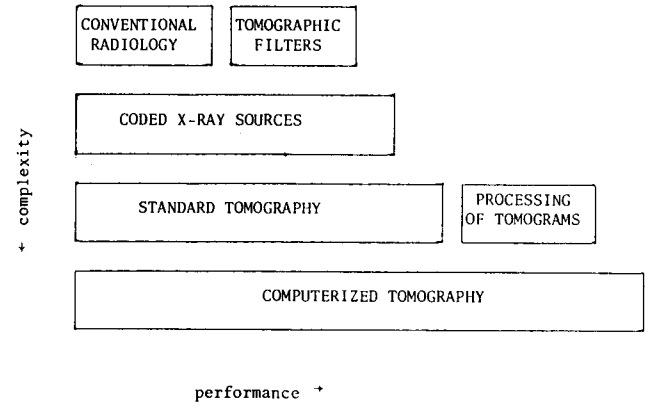 CONVENTIONAL
RADIOLOGY
TOMOGRAPHIC
FILTERS
CODED X-RAY SOURCES
STANDARD TOMOGRAPHY
PROCESSING
OF TOMOGRAMS
COMPUTERIZED TOMOGRAPHY
← complexity
performance →